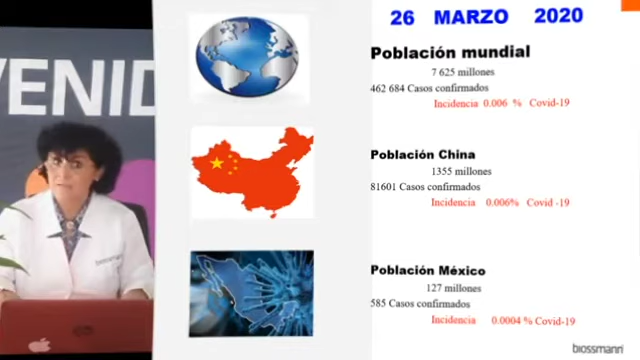 VENID
biossmann
26 MARZO 2020
Población mundial
7 625 millones
462 684 Casos confirmados
Incidencia 0.006 % Covid-19
Población China
1355 millones
81601 Casos confirmados
Incidencia 0.006% Covid -19
Población México
127 millones
585 Casos confirmados
Incidencia 0.0004 % Covid-19
biossmann